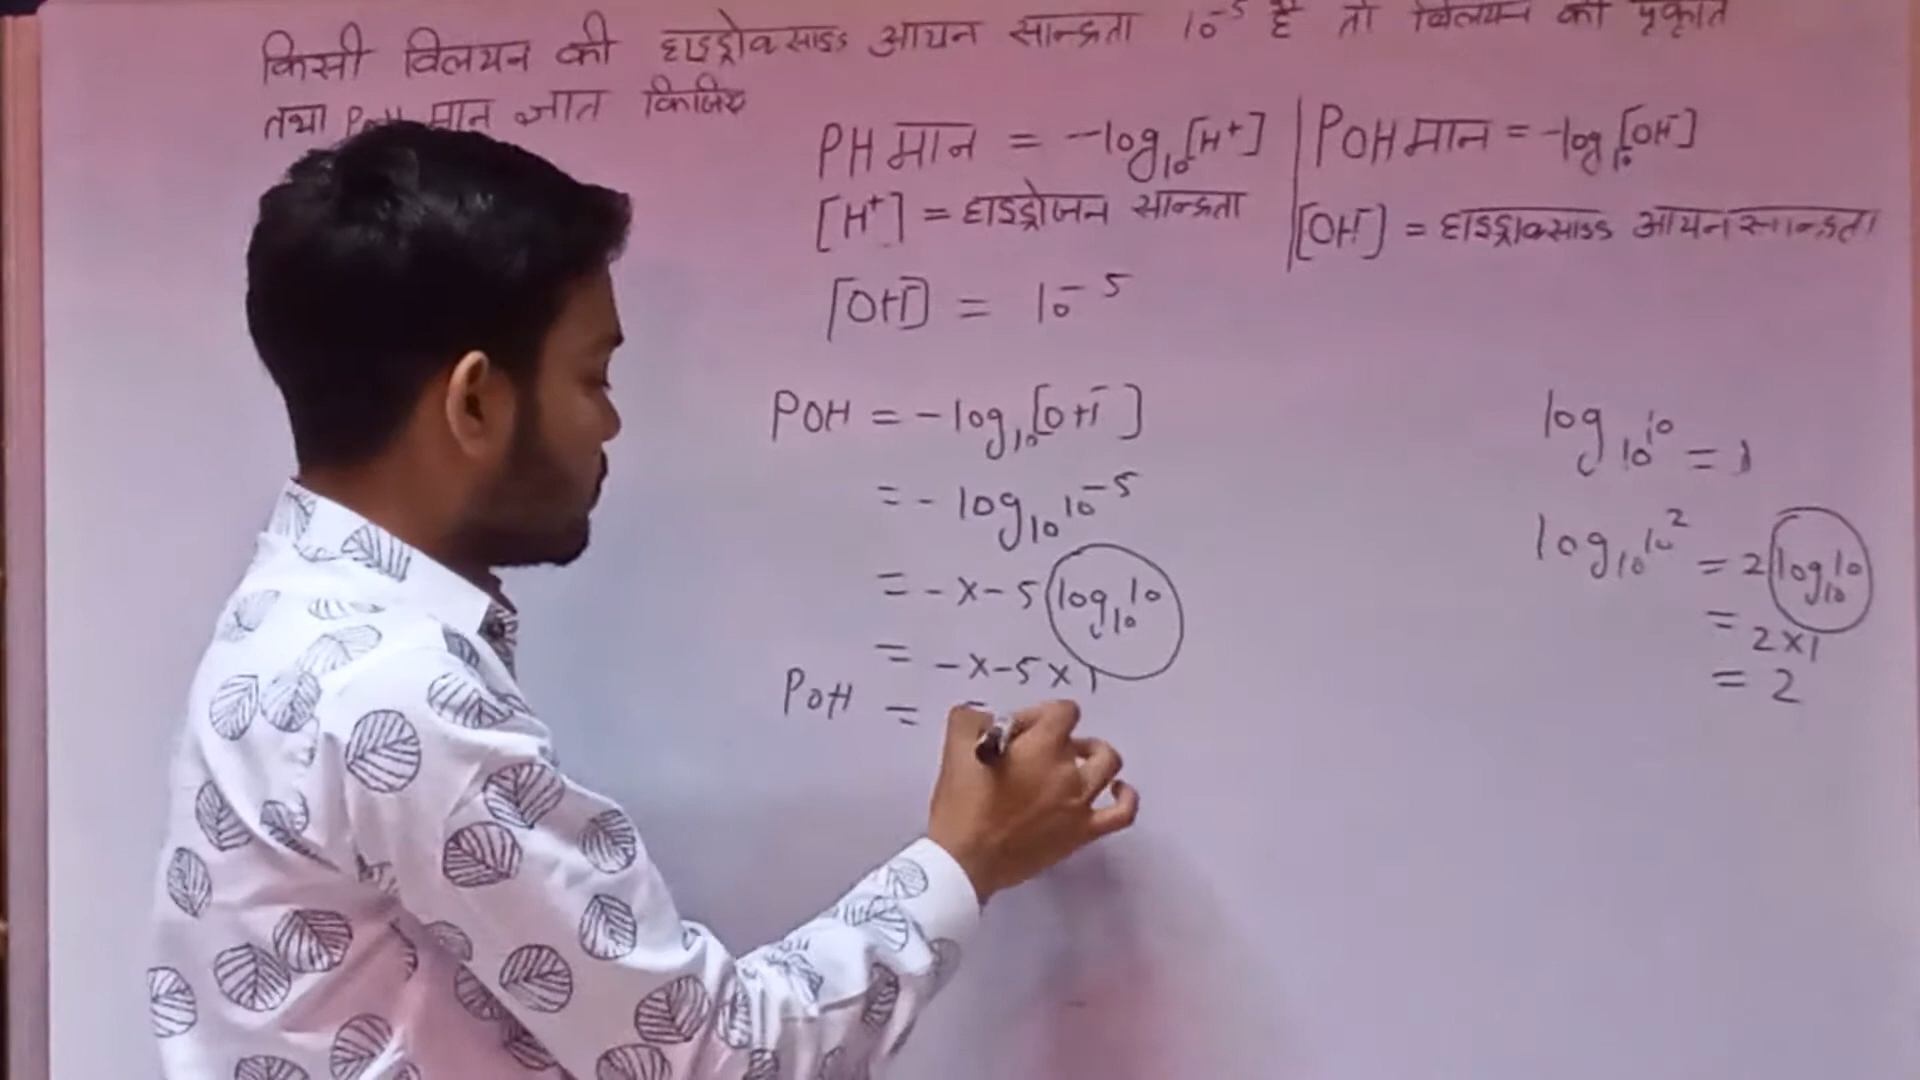 किसी विलयन की हाइड्रोक्साइड आयन सान्द्रता 10⁻⁵ है तो विलयन की प्रकृति
तथा POH मान ज्ञात किजिए
PH मान = -log₁₀[H⁺]
[H⁺] = हाइड्रोजन सान्द्रता
POH मान = -log₁₀[OH⁻]
[OH⁻] = हाइड्रोक्साइड आयन सान्द्रता
[OH⁻] = 10⁻⁵
POH = -log₁₀[OH⁻]
= - log₁₀10⁻⁵
= - x - 5 log₁₀10
= - x - 5 x 1
POH =
log₁₀10 = 1
log₁₀10² = 2 log₁₀10
= 2x1
= 2